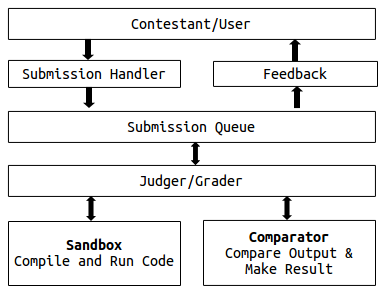 Contestant/User
Submission Handler
Feedback
Submission Queue
Judger/Grader
Sandbox
Compile and Run Code
Comparator
Compare Output &
Make Result